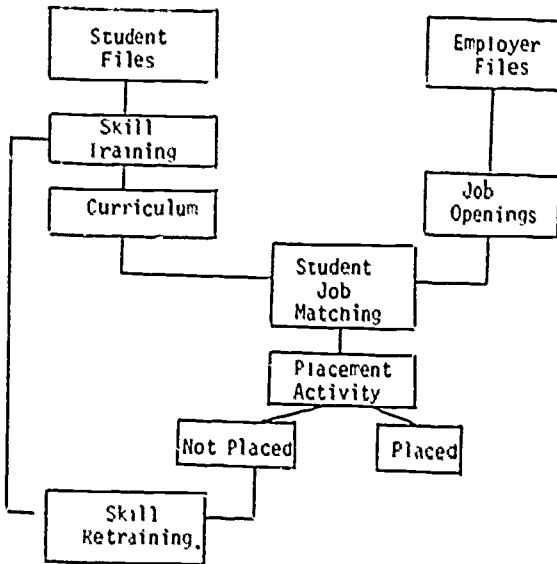 Student
Files
Employer
Files
Skill
Training
Curriculum
Job
Openings
Student
Job
Matching
Placement
Activity
Not Placed
Placed
Skill
Retraining.